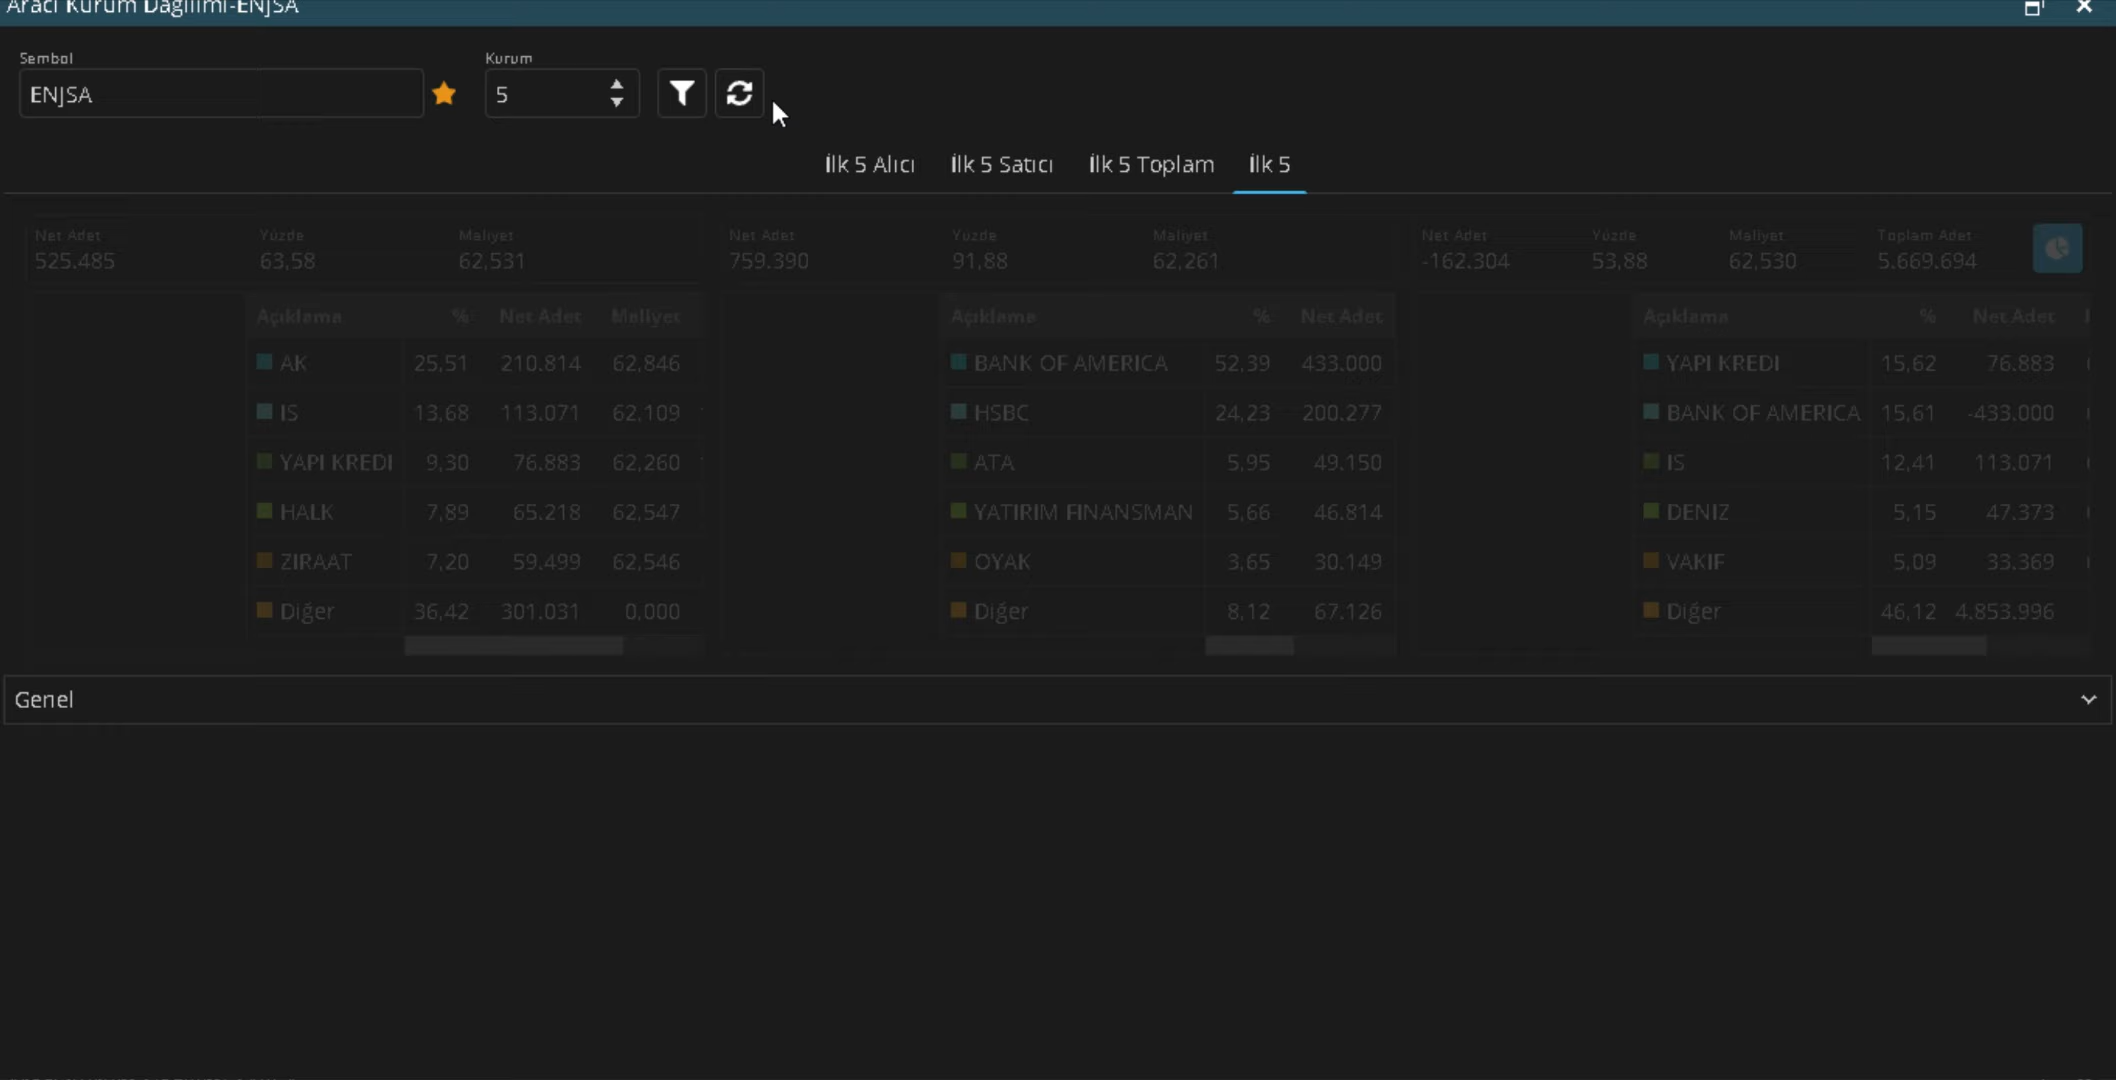 Aracı Kurum Dağılımı-ENJSA
Sembol
Kurum
ENJSA
5
İlk 5 Alıcı İlk 5 Satıcı İlk 5 Toplam İlk 5
Net Adet Yüzde Maliyet
525.485 63,58 62,531
Açıklama % Net Adet Maliyet
AK 25,51 210.814 62,846
IS 13,68 113.071 62,109
YAPI KREDI 9,30 76.883 62,260
HALK 7,89 65.218 62,547
ZIRAAT 7,20 59.499 62,546
Diğer 36,42 301.031 0,000
Net Adet Yüzde Maliyet
759.390 91,88 62,261
Açıklama % Net Adet
BANK OF AMERICA 52,39 433.000
HSBC 24,23 200.277
ATA 5,95 49.150
YATIRIM FINANSMAN 5,66 46.814
OYAK 3,65 30.149
Diğer 8,12 67.126
Net Adet Yüzde Maliyet Toplam Adet
-162.304 53,88 62,530 5.669.694
Açıklama % Net Adet
YAPI KREDI 15,62 76.883
BANK OF AMERICA 15,61 -433.000
IS 12,41 113.071
DENIZ 5,15 47.373
VAKIF 5,09 33.369
Diğer 46,12 4.853.996
Genel